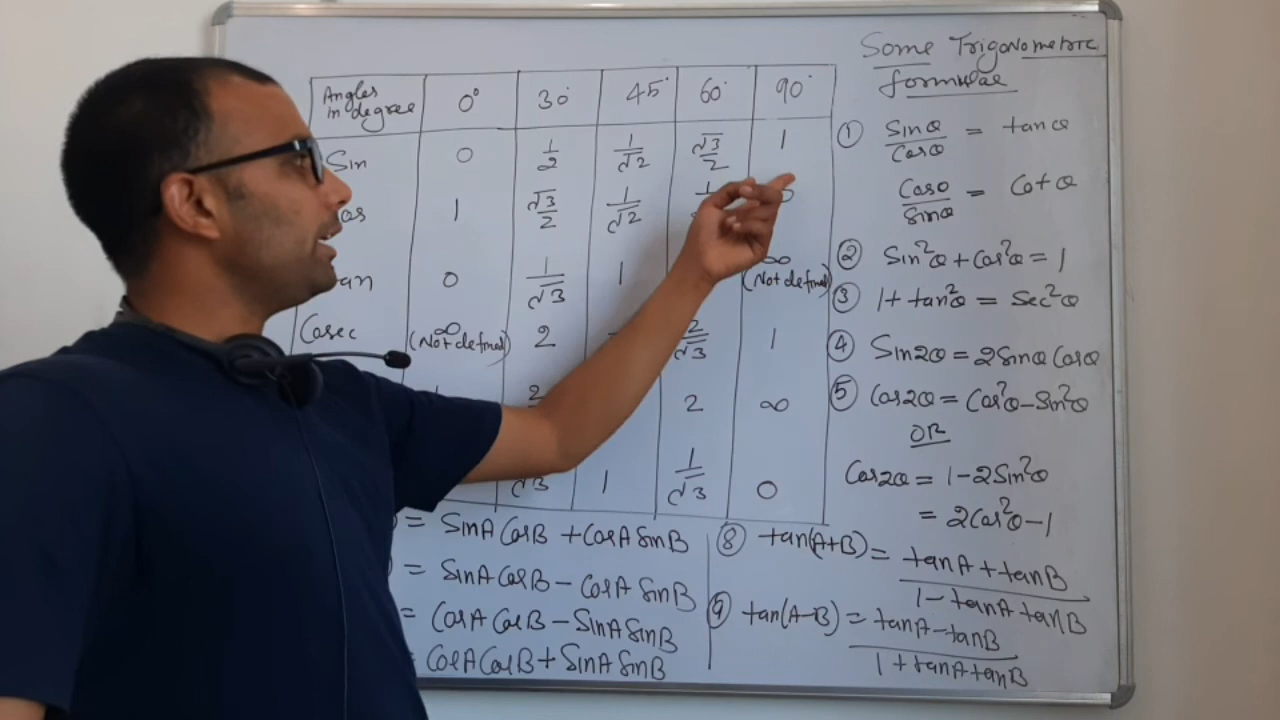 Some Trigonometric
formulae
Angles in degree 0° 30° 45° 60° 90°
Sin 0 1/2 1/√2 √3/2 1
1 √3/2 1/√2
0 1/√3 1 ∞ (Not defined)
Cosec ∞ (Not defined) 2 2/√3 1
2 ∞
1 1/√3 0
① Sinθ/Cosθ = tanθ
Cosθ/Sinθ = Cotθ
② Sin²θ + Cos²θ = 1
③ 1 + tan²θ = Sec²θ
④ Sin2θ = 2Sinθ Cosθ
⑤ Cos2θ = Cos²θ – Sin²θ
OR
Cos2θ = 1 – 2Sin²θ
= 2Cos²θ – 1
= SinA CosB + CosA SinB
= SinA CosB – CosA SinB
= CosA CosB – SinA SinB
= CosA CosB + SinA SinB
⑧ tan(A+B) = tanA + tanB / 1 – tanA tanB
⑨ tan(A–B) = tanA – tanB / 1 + tanA tanB